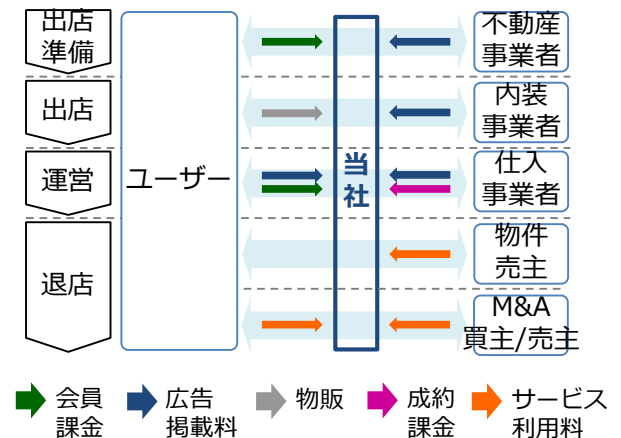 出店
準備
出店
運営
退店
ユーザー
当
社
不動産
事業者
内装
事業者
仕入
事業者
物件
売主
M&A
買主/売主
会員
課金
広告
掲載料
物販
成約
課金
サービス
利用料